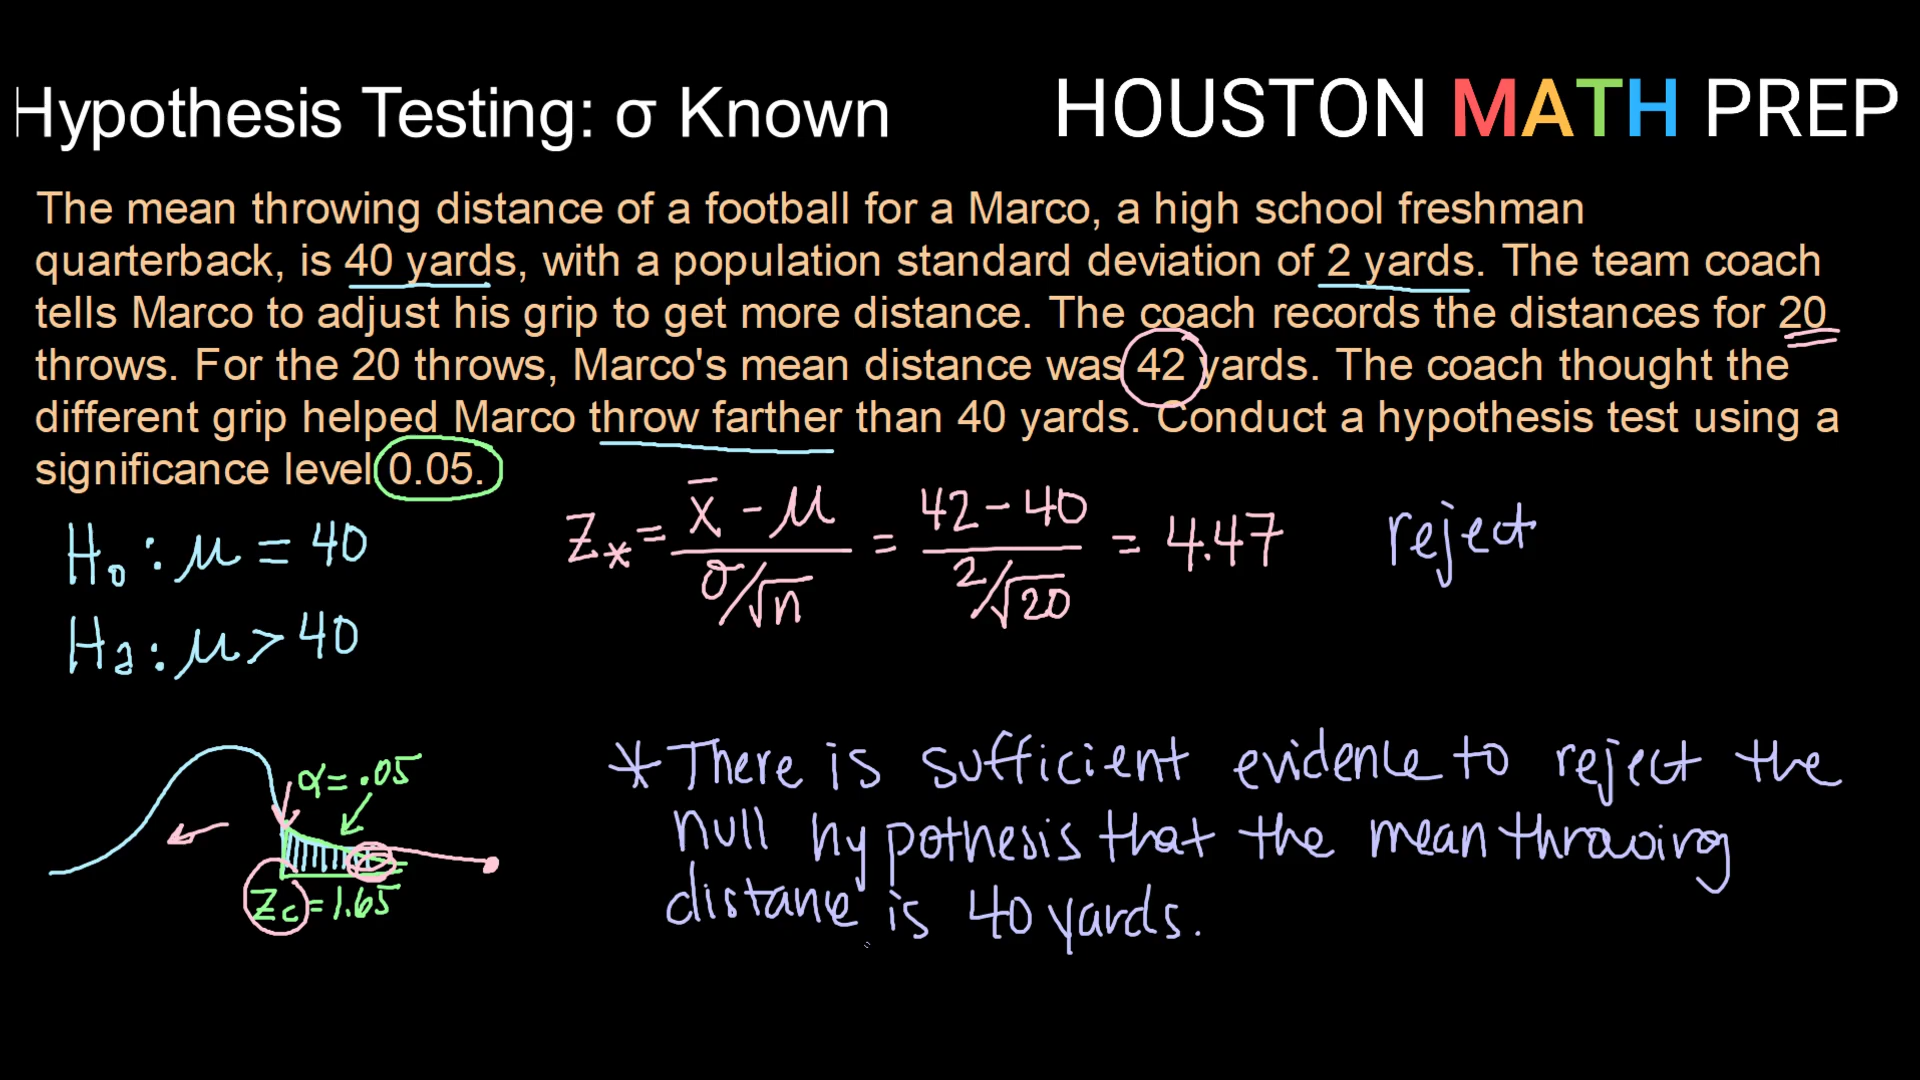 Hypothesis Testing: σ Known
HOUSTON MATH PREP
The mean throwing distance of a football for a Marco, a high school freshman
quarterback, is 40 yards, with a population standard deviation of 2 yards. The team coach
tells Marco to adjust his grip to get more distance. The coach records the distances for 20
throws. For the 20 throws, Marco's mean distance was 42 yards. The coach thought the
different grip helped Marco throw farther than 40 yards. Conduct a hypothesis test using a
significance level 0.05.
H₀: μ = 40
Hₐ: μ > 40
Z* = (x̄ - μ)/(σ/√n) = (42 - 40)/(2/√20) = 4.47
reject
α = .05
Zc = 1.65
* There is sufficient evidence to reject the
null hypothesis that the mean throwing
distance is 40 yards.